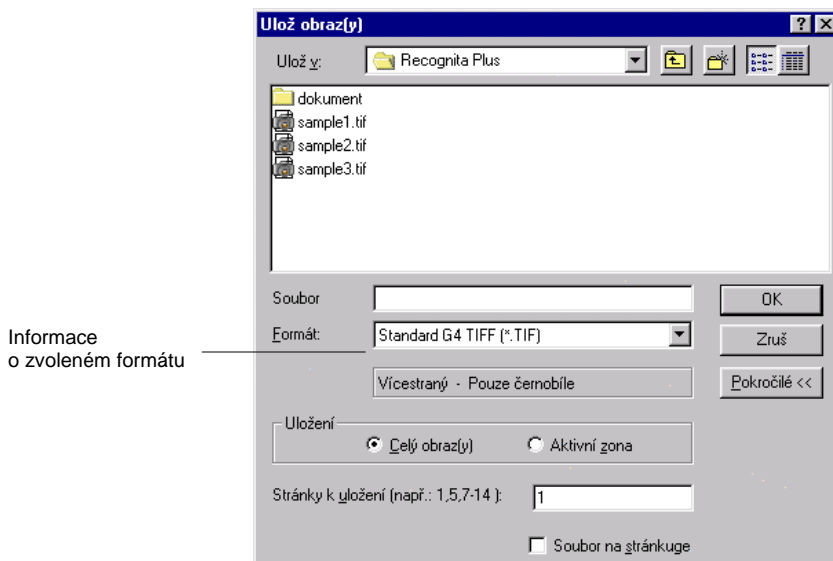 Ulož obraz(y)
Ulož v:
Recognita Plus
dokument
sample1.tif
sample2.tif
sample3.tif
Soubor
OK
Formát:
Standard G4 TIFF (*.TIF)
Zruš
Informace
o zvoleném formátu
Vícestraný - Pouze černobíle
Pokročilé <<
Uložení
Celý obraz(y)
Aktivní zona
Stránky k uložení (např.: 1,5,7-14 ):
1
Soubor na stránkuge